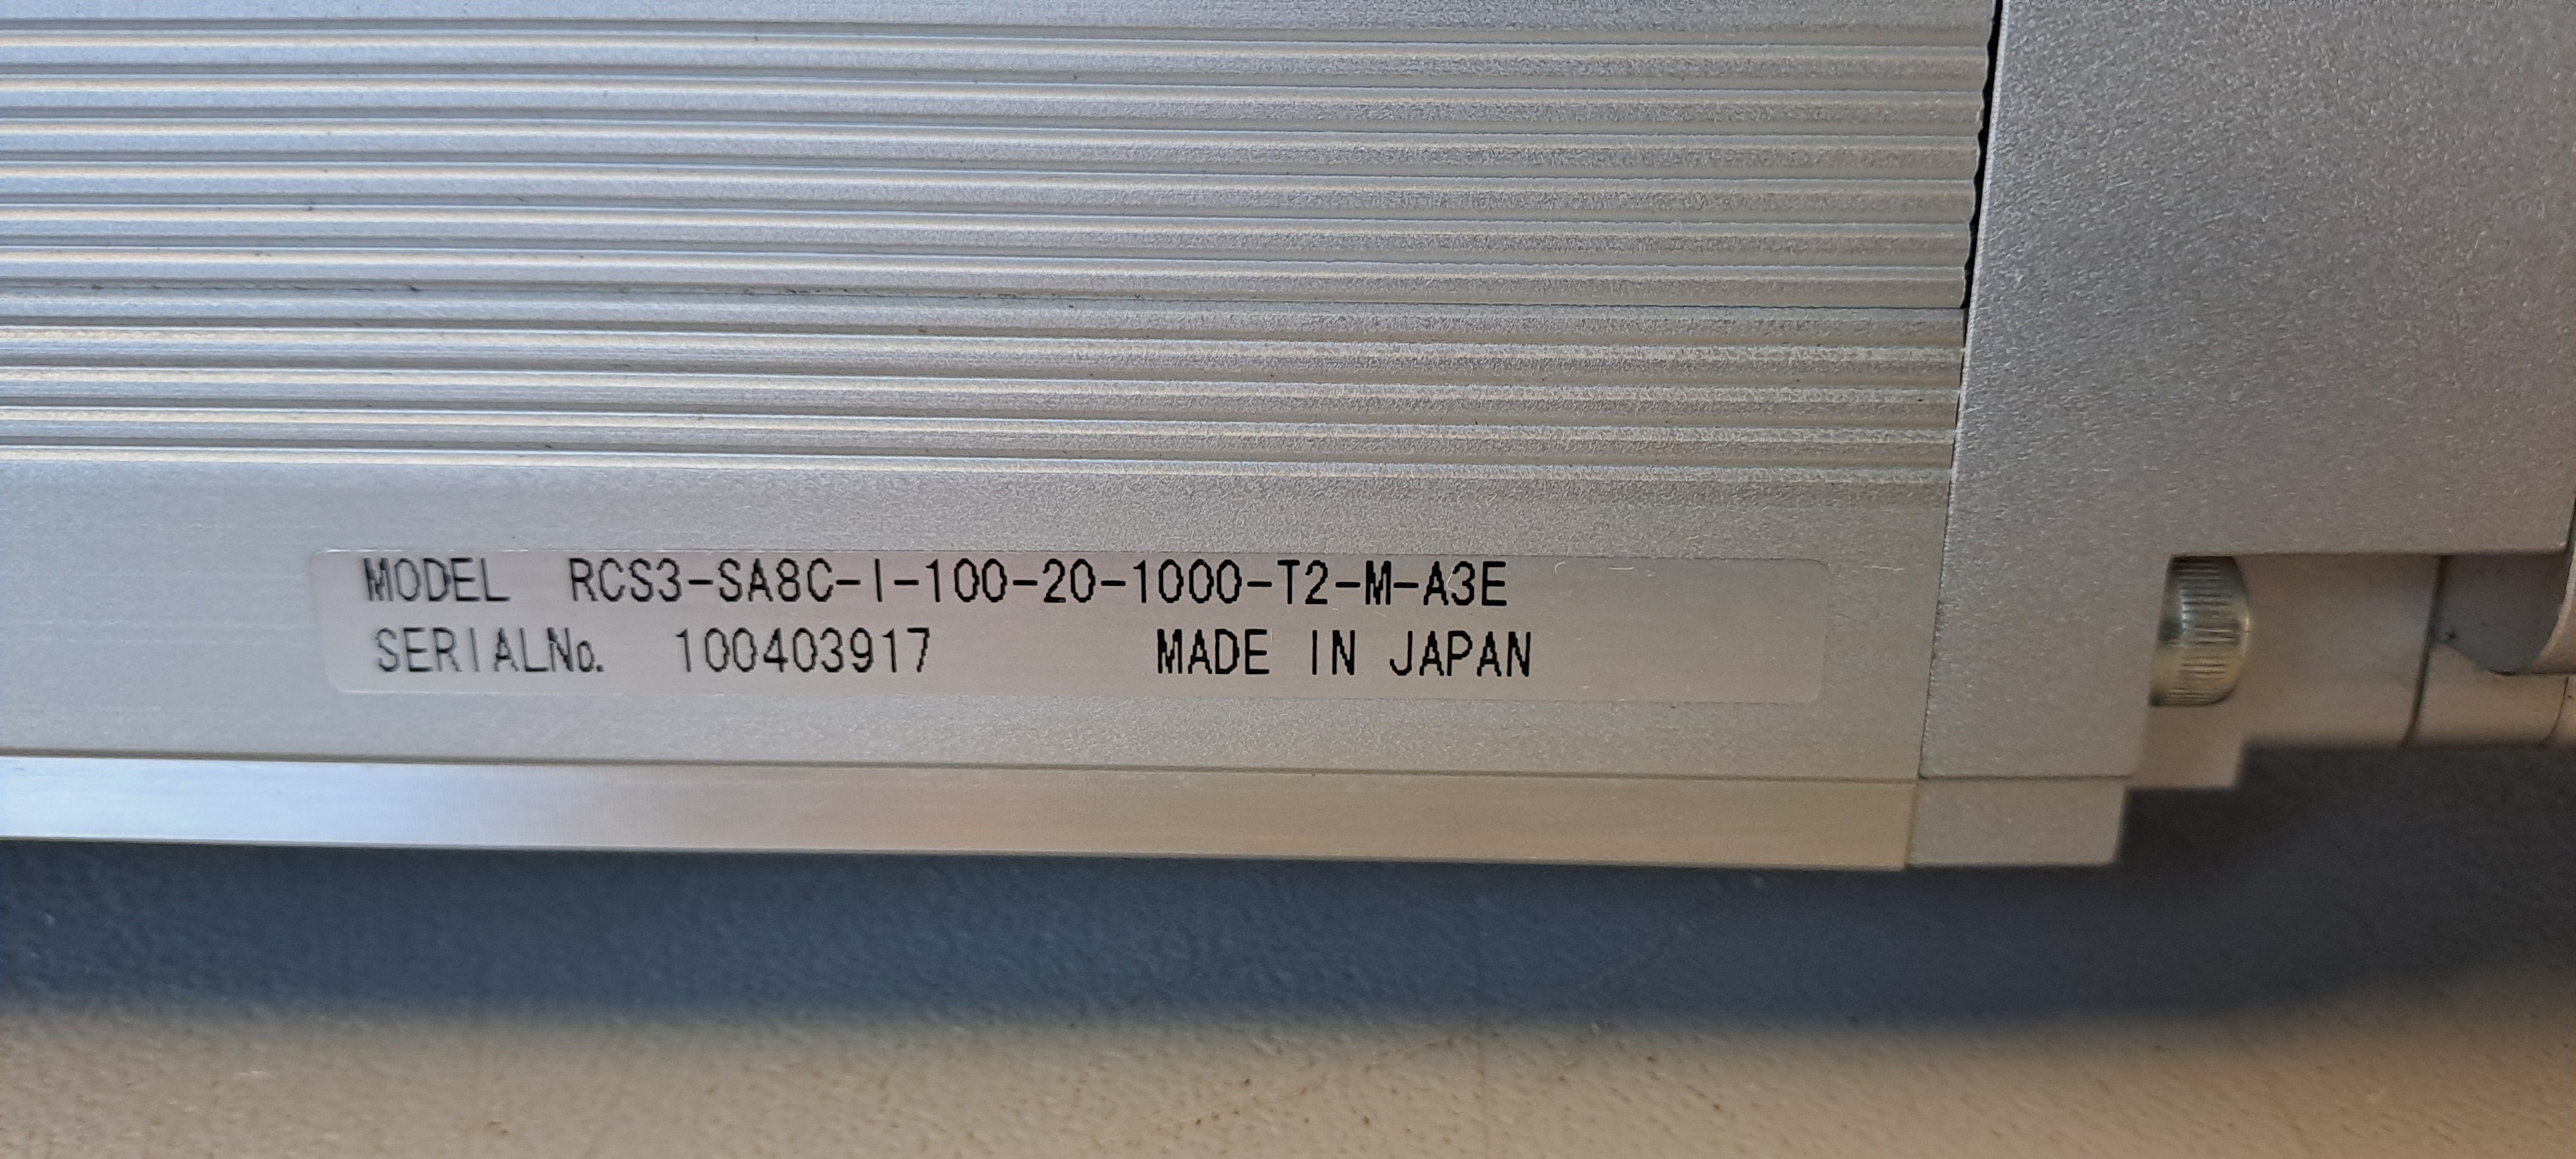 MODEL RCS3-SA8C-I-100-20-1000-T2-M-A3E
SERIALNo. 100403917 MADE IN JAPAN